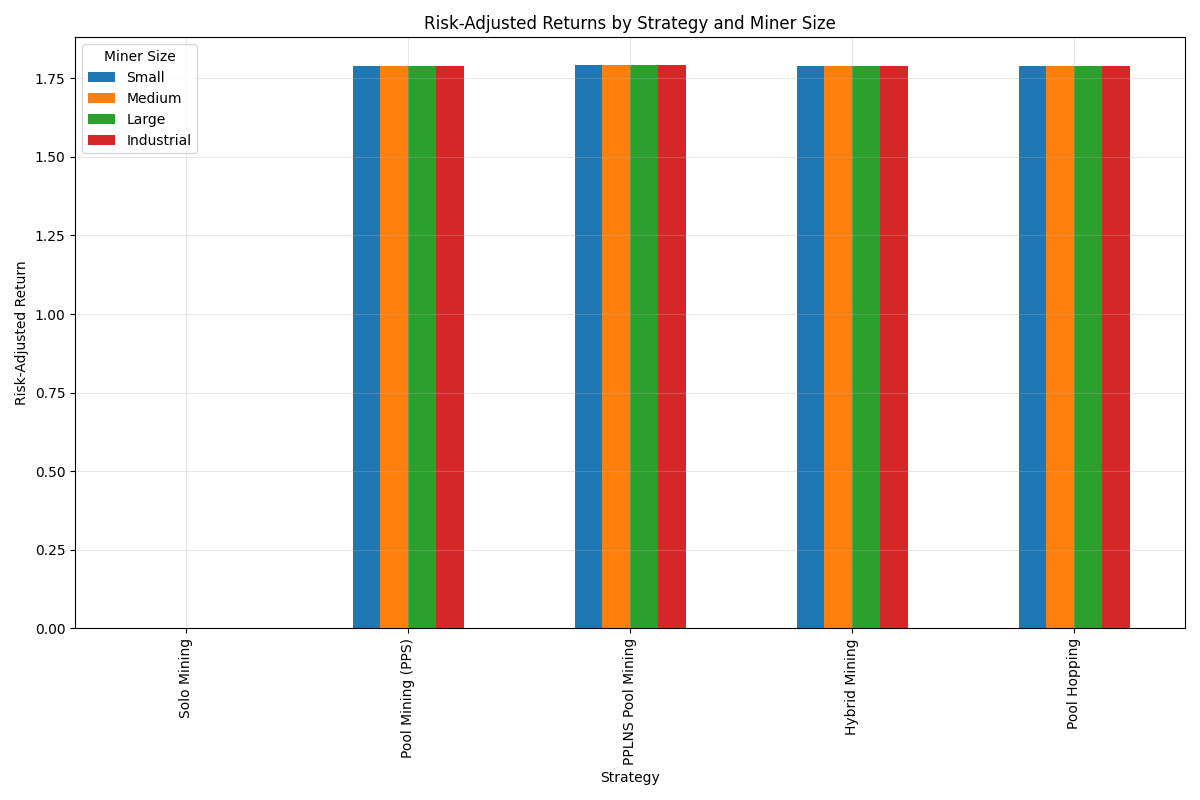 Risk-Adjusted Returns by Strategy and Miner Size
Miner Size
Small
Medium
Large
Industrial
1.75
1.50
1.25
1.00
0.75
0.50
0.25
0.00
Risk-Adjusted Return
Solo Mining
Pool Mining (PPS)
PPLNS Pool Mining
Hybrid Mining
Pool Hopping
Strategy